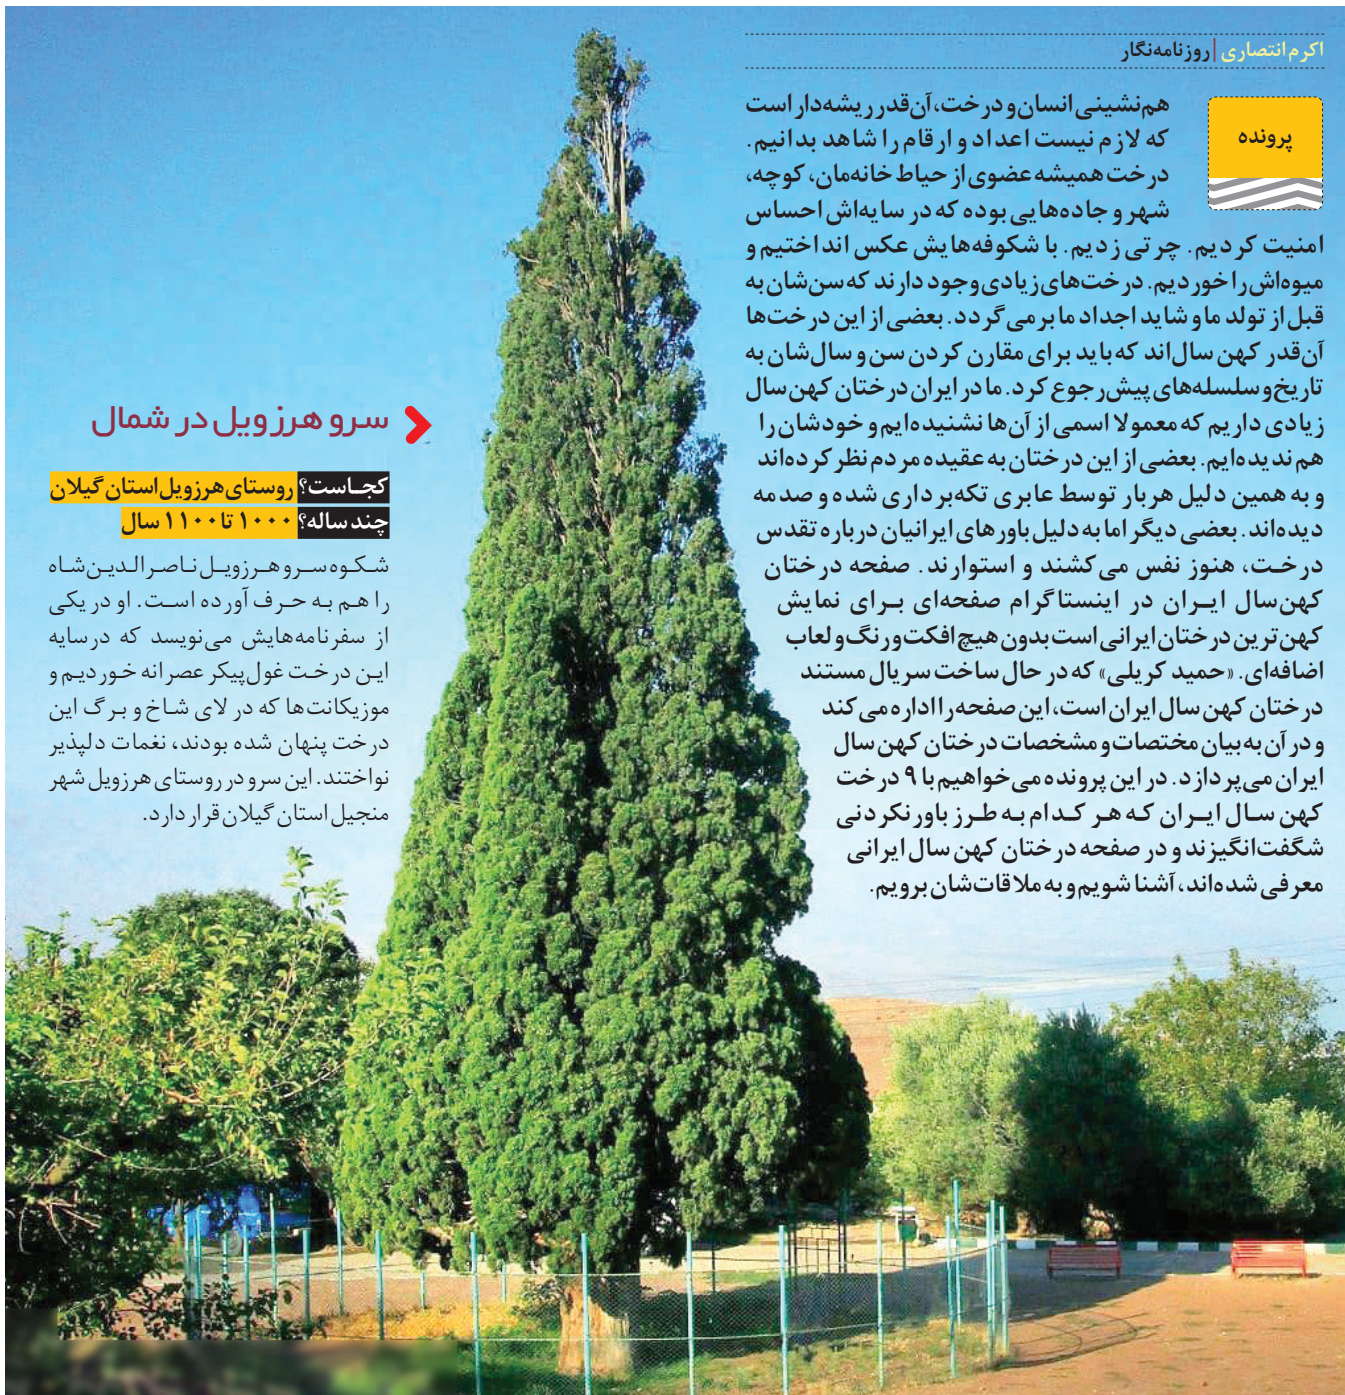 اکرم انتصاری | روزنامه‌نگار
پرونده
هم‌نشینی انسان و درخت، آن‌قدر ریشه‌دار است
که لازم نیست اعداد و ارقام را شاهد بدانیم.
درخت همیشه عضوی از حیاط خانه‌مان، کوچه،
شهر و جاده‌هایی بوده که در سایه‌اش احساس
امنیت کردیم. چرتی زدیم. با شکوفه‌هایش عکس انداختیم و
میوه‌اش را خوردیم. درخت‌های زیادی وجود دارند که سن‌شان به
قبل از تولد ما و شاید اجداد ما برمی‌گردد. بعضی از این درخت‌ها
آن‌قدر کهن سال‌اند که باید برای مقارن کردن سن و سال‌شان به
تاریخ و سلسله‌های پیش رجوع کرد. ما در ایران درختان کهن سال
زیادی داریم که معمولا اسمی از آن‌ها نشنیده‌ایم و خودشان را
هم ندیده‌ایم. بعضی از این درختان به عقیده مردم نظر کرده‌اند
و به همین دلیل هربار توسط عابری تکه‌برداری شده و صدمه
دیده‌اند. بعضی دیگر اما به دلیل باورهای ایرانیان درباره تقدس
درخت، هنوز نفس می‌کشند و استوارند. صفحه درختان
کهن‌سال ایران در اینستاگرام صفحه‌ای برای نمایش
کهن‌ترین درختان ایرانی است بدون هیچ افکت و رنگ و لعاب
اضافه‌ای. «حمید کربلی» که در حال ساخت سریال مستند
درختان کهن سال ایران است، این صفحه را اداره می‌کند
و در آن به بیان مختصات و مشخصات درختان کهن سال
ایران می‌پردازد. در این پرونده می‌خواهیم با ۹ درخت
کهن سال ایران که هر کدام به طرز باورنکردنی
شگفت‌انگیزند و در صفحه درختان کهن سال ایرانی
معرفی شده‌اند، آشنا شویم و به ملاقات‌شان برویم.
سرو هرزویل در شمال
کجاست؟ روستای هرزویل استان گیلان
چند ساله؟ ۱۰۰۰ تا ۱۱۰۰ سال
شکوه سرو هرزویل ناصرالدین‌شاه
را هم به حرف آورده است. او در یکی
از سفرنامه‌هایش می‌نویسد که درسایه
این درخت غول‌پیکر عصرانه خوردیم و
موزیکانت‌ها که در لای شاخ و برگ این
درخت پنهان شده بودند، نغمات دلپذیر
نواختند. این سرو در روستای هرزویل شهر
منجیل استان گیلان قرار دارد.